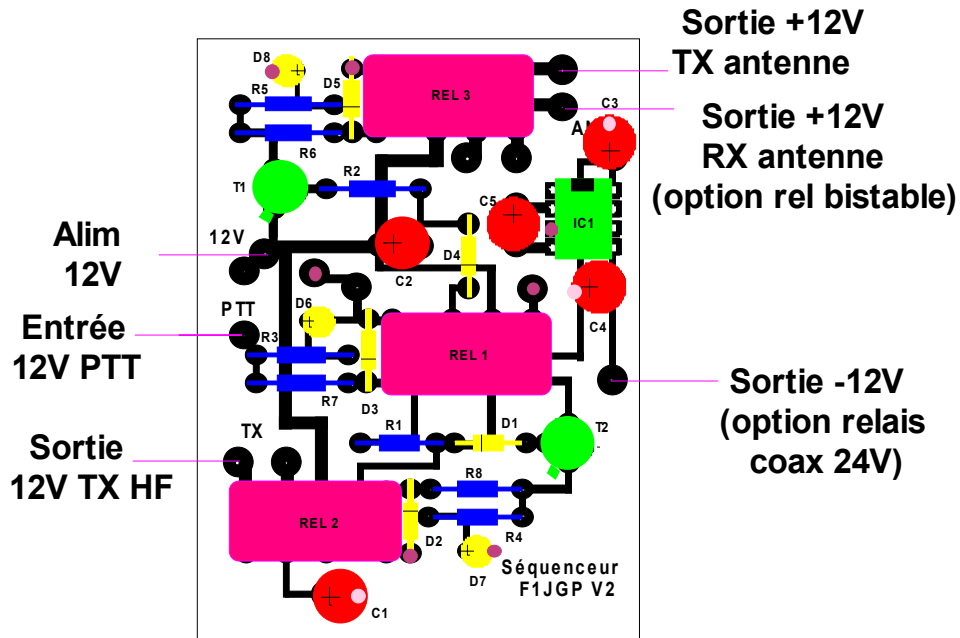 Sortie +12V
TX antenne
Sortie +12V
RX antenne
(option rel bistable)
Alim
12V
Entrée
12V PTT
Sortie
12V TX HF
Sortie -12V
(option relais
coax 24V)
D8
D5
R5
REL 3
C3
R6
R2
T1
C5
IC1
12V
C2
D4
PTT
D6
R3
C4
REL 1
R7
D3
TX
R1
D1
T2
R8
REL 2
D2
R4
D7
C1
Séquenceur
F1JGP V2